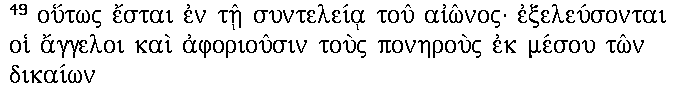 ⁴⁹ οὕτως ἔσται ἐν τῇ συντελείᾳ τοῦ αἰῶνος· ἐξελεύσονται
οἱ ἄγγελοι καὶ ἀφοριοῦσιν τοὺς πονηροὺς ἐκ μέσου τῶν
δικαίων